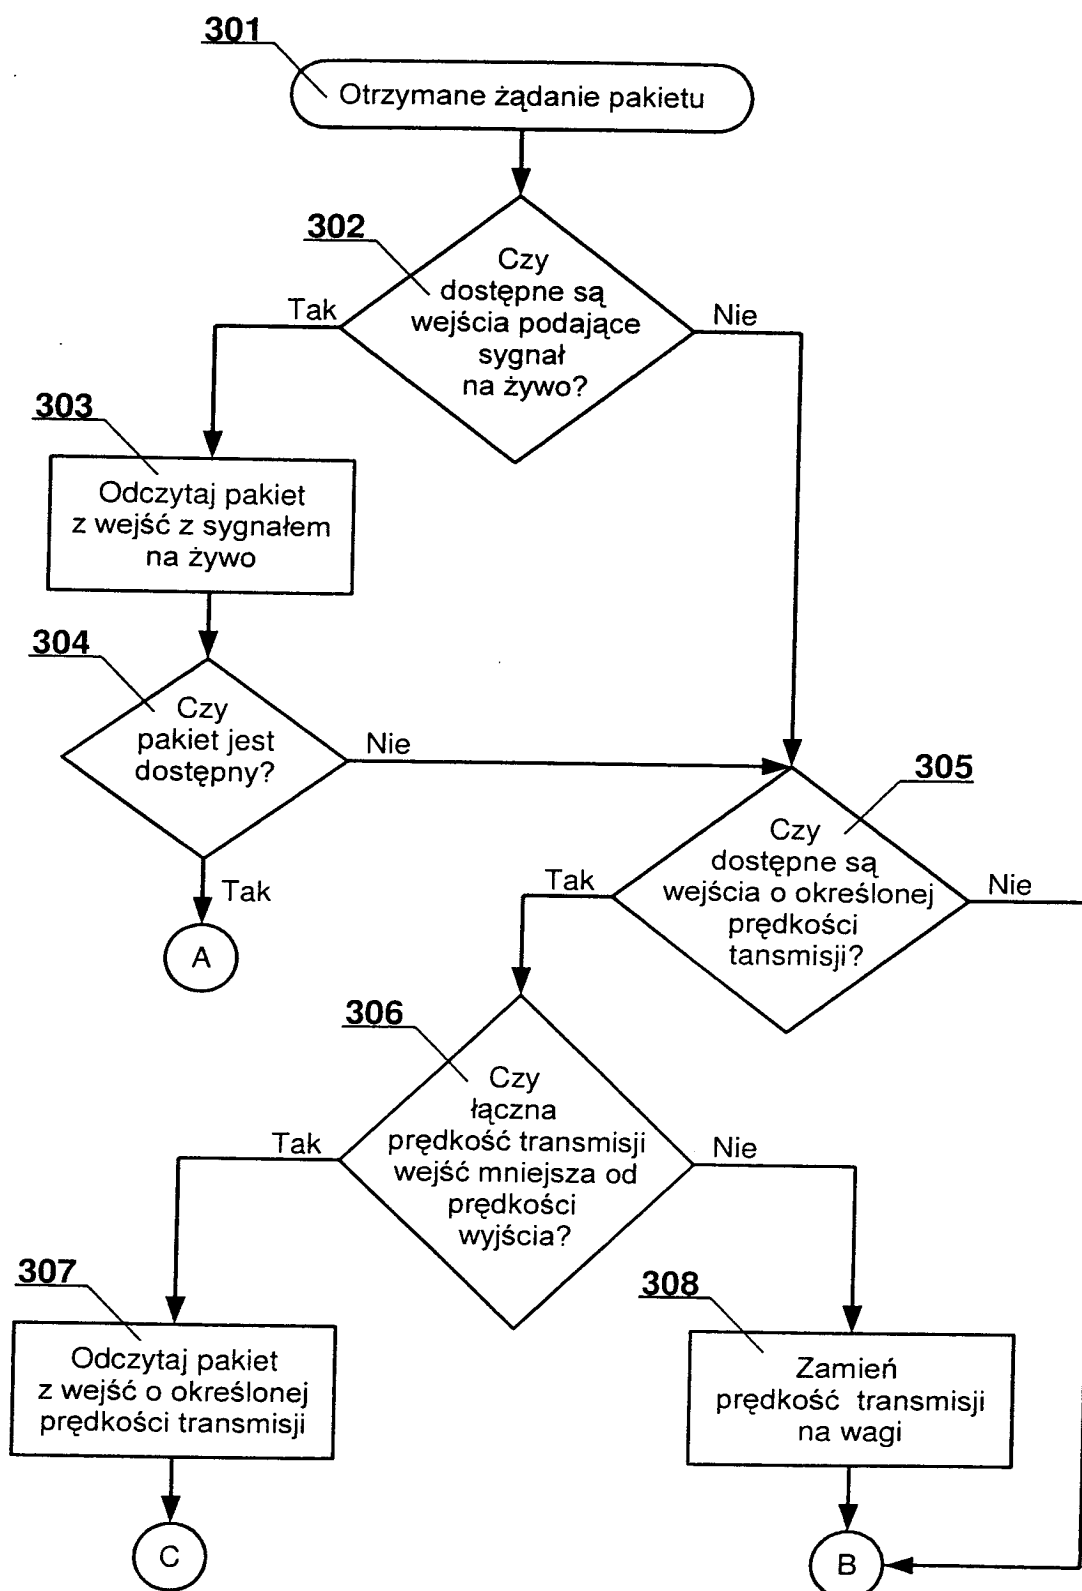 301
Otrzymane żądanie pakietu
302
Czy
dostępne są
wejścia podające
sygnał
na żywo?
Tak
Nie
303
Odczytaj pakiet
z wejść z sygnałem
na żywo
304
Czy
pakiet jest
dostępny?
Nie
Tak
A
305
Czy
dostępne są
wejścia o określonej
prędkości
tansmisji?
Tak
Nie
306
Czy
łączna
prędkość transmisji
wejść mniejsza od
prędkości
wyjścia?
Tak
Nie
307
Odczytaj pakiet
z wejść o określonej
prędkości transmisji
308
Zamień
prędkość transmisji
na wagi
C
B